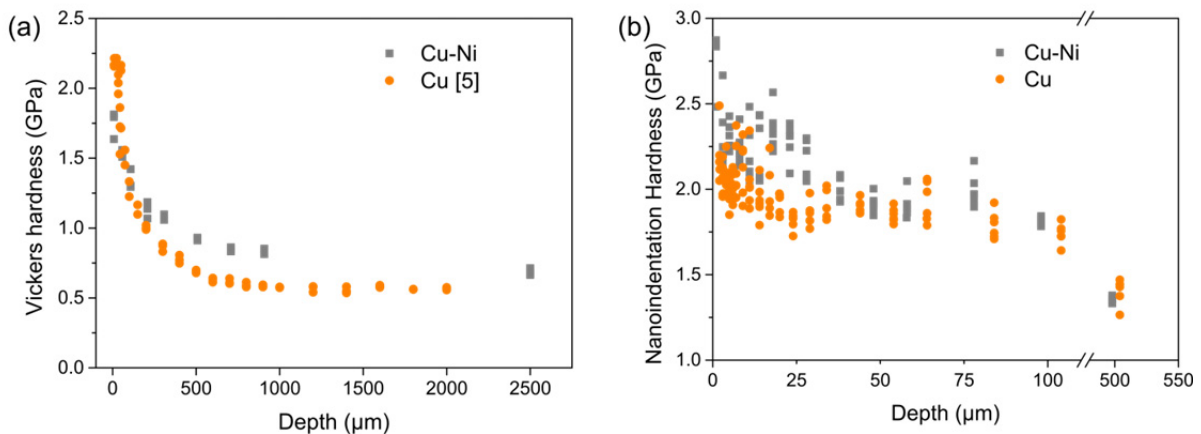 (a)
2.5
2.0
1.5
1.0
0.5
0.0
Vickers hardness (GPa)
Cu-Ni
Cu [5]
0
500
1000
1500
2000
2500
Depth (µm)
(b)
3.0
2.5
2.0
1.5
1.0
Nanoindentation Hardness (GPa)
Cu-Ni
Cu
0
25
50
75
100
500
550
Depth (µm)